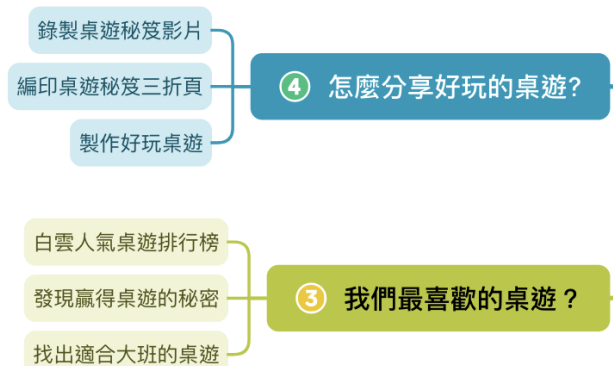 錄製桌遊秘笈影片
編印桌遊秘笈三折頁
製作好玩桌遊
④ 怎麼分享好玩的桌遊?
白雲人氣桌遊排行榜
發現贏得桌遊的秘密
找出適合大班的桌遊
③ 我們最喜歡的桌遊？